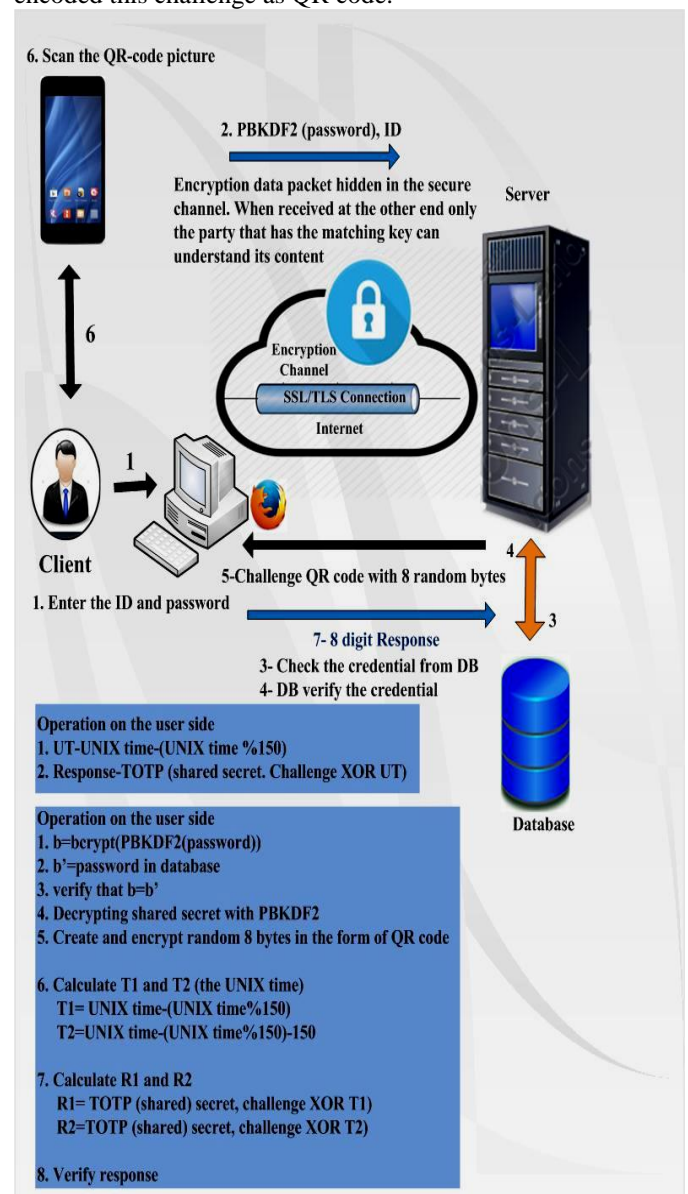 encoded this challenge as QR code.
6. Scan the QR-code picture
2. PBKDF2 (password), ID
Encryption data packet hidden in the secure
channel. When received at the other end only
the party that has the matching key can
understand its content
Server
6
Encryption
Channel
SSL/TLS Connection
Internet
1
Client
4
5-Challenge QR code with 8 random bytes
1. Enter the ID and password
3
7- 8 digit Response
3- Check the credential from DB
4- DB verify the credential
Operation on the user side
1. UT-UNIX time-(UNIX time %150)
2. Response-TOTP (shared secret. Challenge XOR UT)
Database
Operation on the user side
1. b=bcrypt(PBKDF2(password))
2. b’=password in database
3. verify that b=b’
4. Decrypting shared secret with PBKDF2
5. Create and encrypt random 8 bytes in the form of QR code
6. Calculate T1 and T2 (the UNIX time)
T1= UNIX time-(UNIX time%150)
T2=UNIX time-(UNIX time%150)-150
7. Calculate R1 and R2
R1= TOTP (shared) secret, challenge XOR T1)
R2=TOTP (shared) secret, challenge XOR T2)
8. Verify response